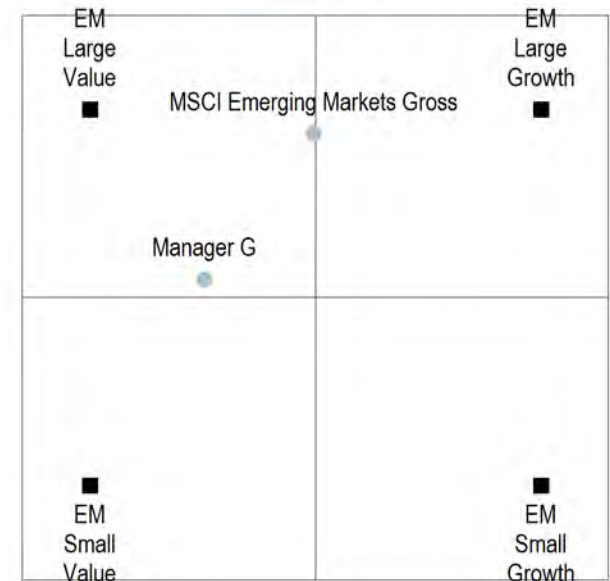 EM
Large
Value
EM
Large
Growth
MSCI Emerging Markets Gross
Manager G
EM
Small
Value
EM
Small
Growth